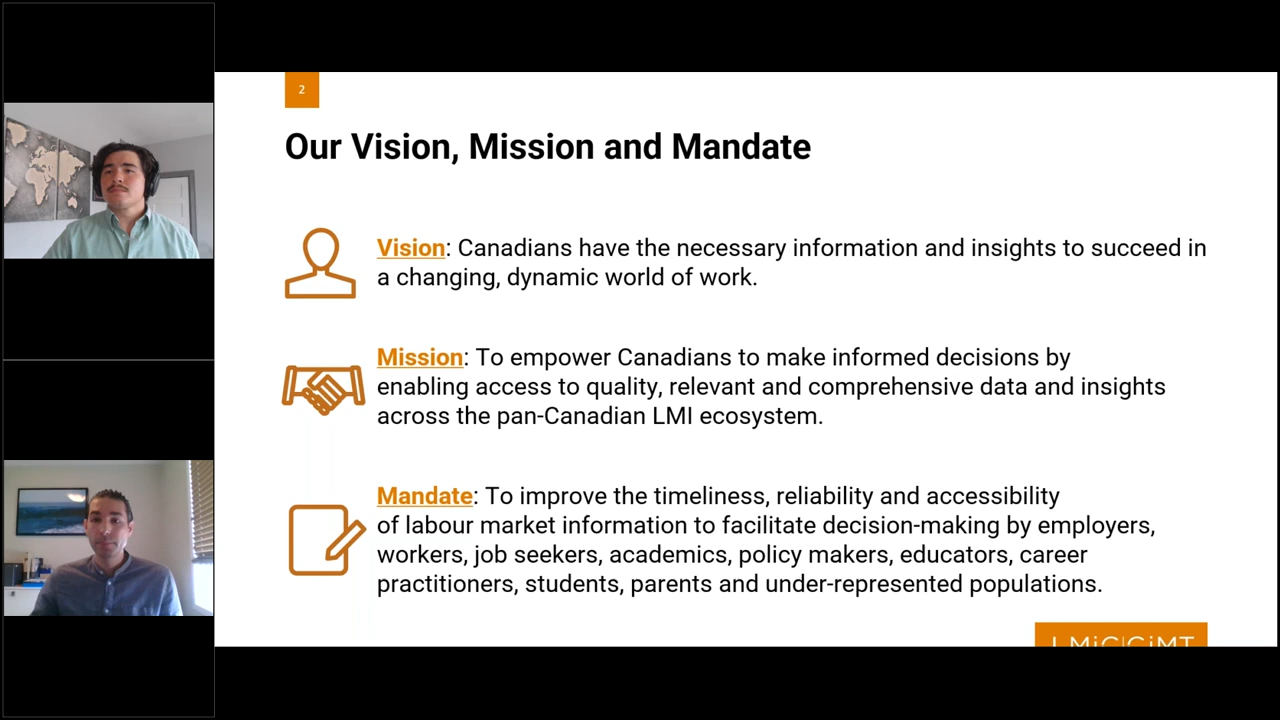 2
Our Vision, Mission and Mandate
Vision: Canadians have the necessary information and insights to succeed in
a changing, dynamic world of work.
Mission: To empower Canadians to make informed decisions by
enabling access to quality, relevant and comprehensive data and insights
across the pan-Canadian LMI ecosystem.
Mandate: To improve the timeliness, reliability and accessibility
of labour market information to facilitate decision-making by employers,
workers, job seekers, academics, policy makers, educators, career
practitioners, students, parents and under-represented populations.
LMiC|CiMT